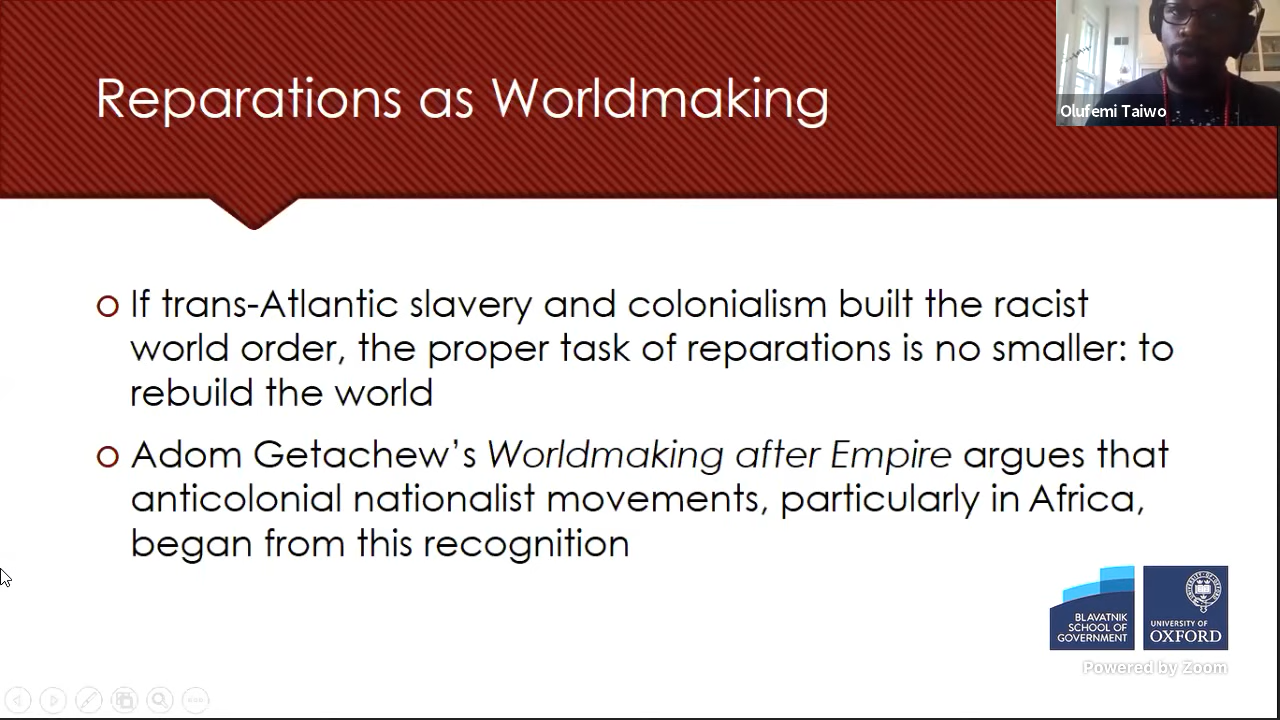 Reparations as Worldmaking
Olufemi Taiwo
If trans-Atlantic slavery and colonialism built the racist
world order, the proper task of reparations is no smaller: to
rebuild the world
Adom Getachew’s Worldmaking after Empire argues that
anticolonial nationalist movements, particularly in Africa,
began from this recognition
BLAVATNIK
SCHOOL OF
GOVERNMENT
UNIVERSITY OF
OXFORD
Powered by Zoom